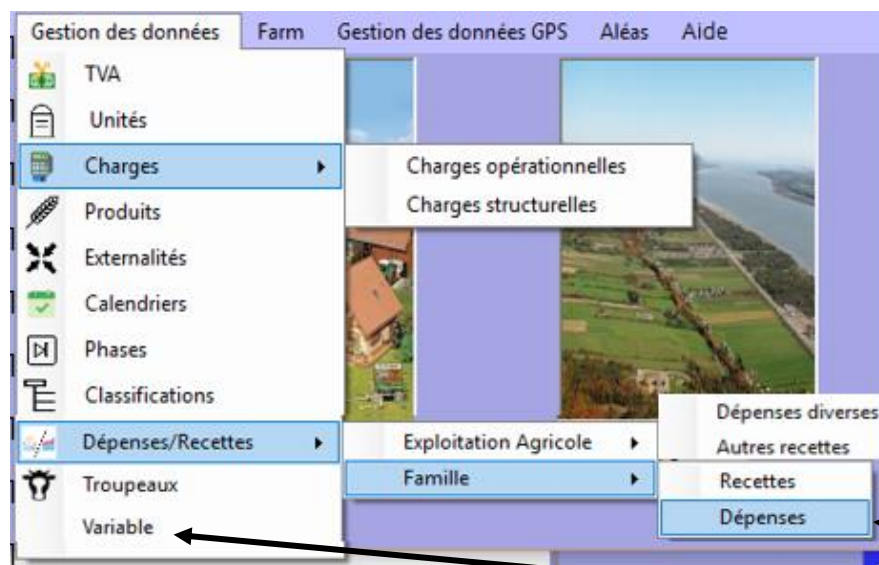 Gestion des données Farm Gestion des données GPS Aléas Aide
TVA
Unités
Charges
Charges opérationnelles
Charges structurelles
Produits
Externalités
Calendriers
Phases
Classifications
Dépenses/Recettes
Exploitation Agricole
Dépenses diverses
Autres recettes
Famille
Recettes
Dépenses
Troupeaux
Variable